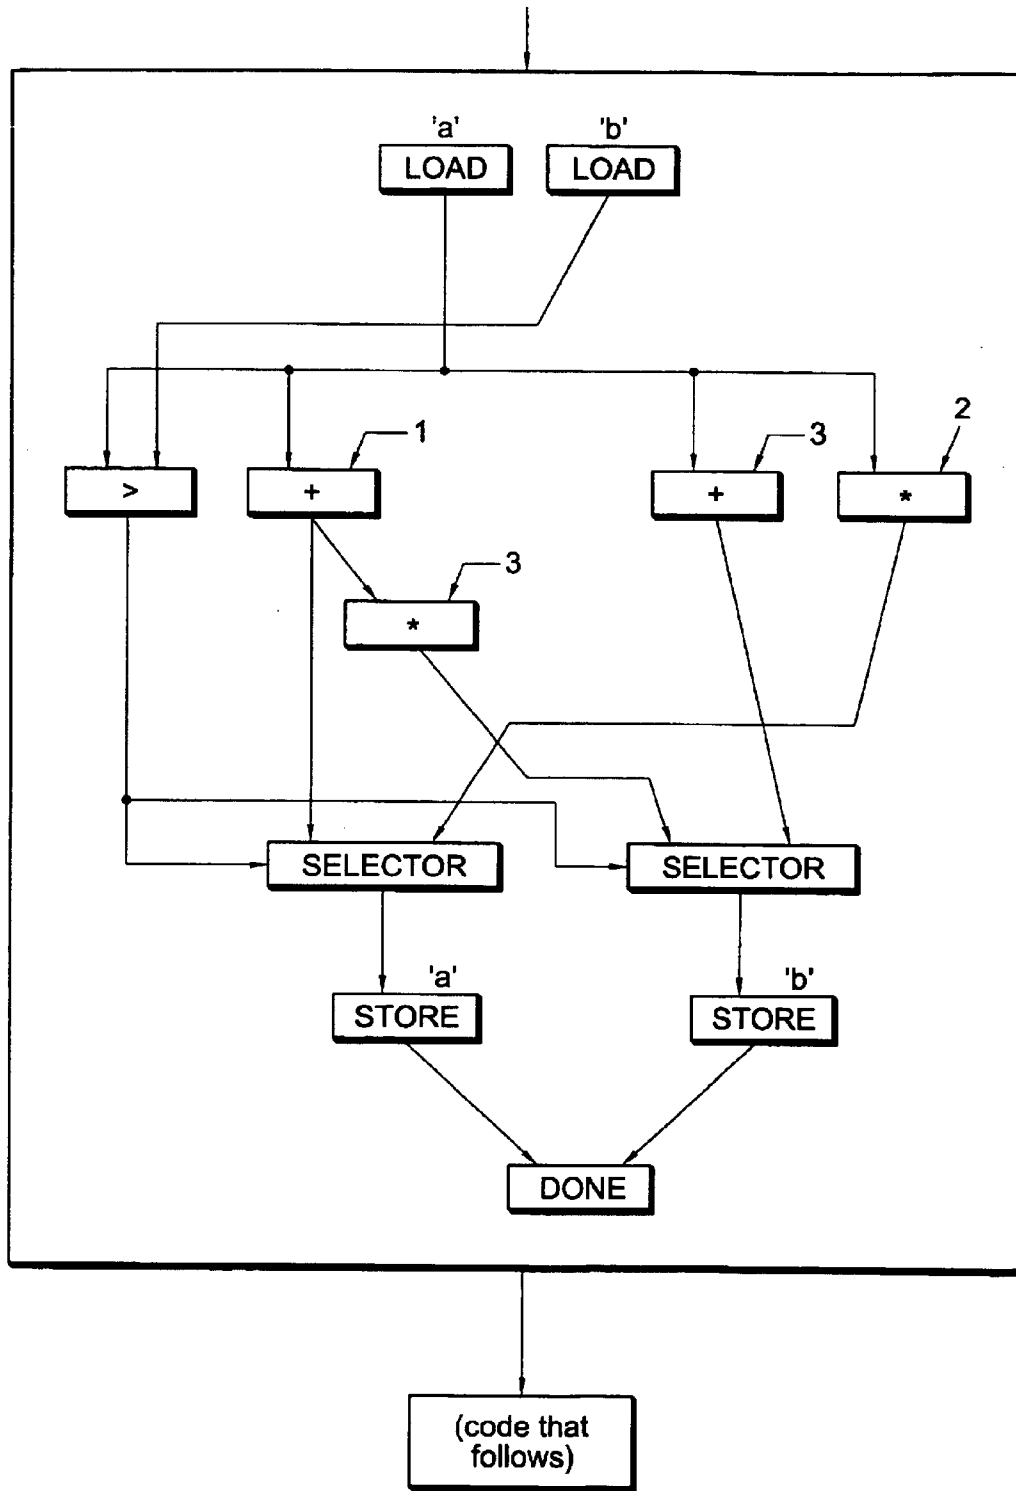 'a' 'b'
LOAD LOAD
1 3 2
> + + *
3
*
SELECTOR SELECTOR
'a' 'b'
STORE STORE
DONE
(code that
follows)